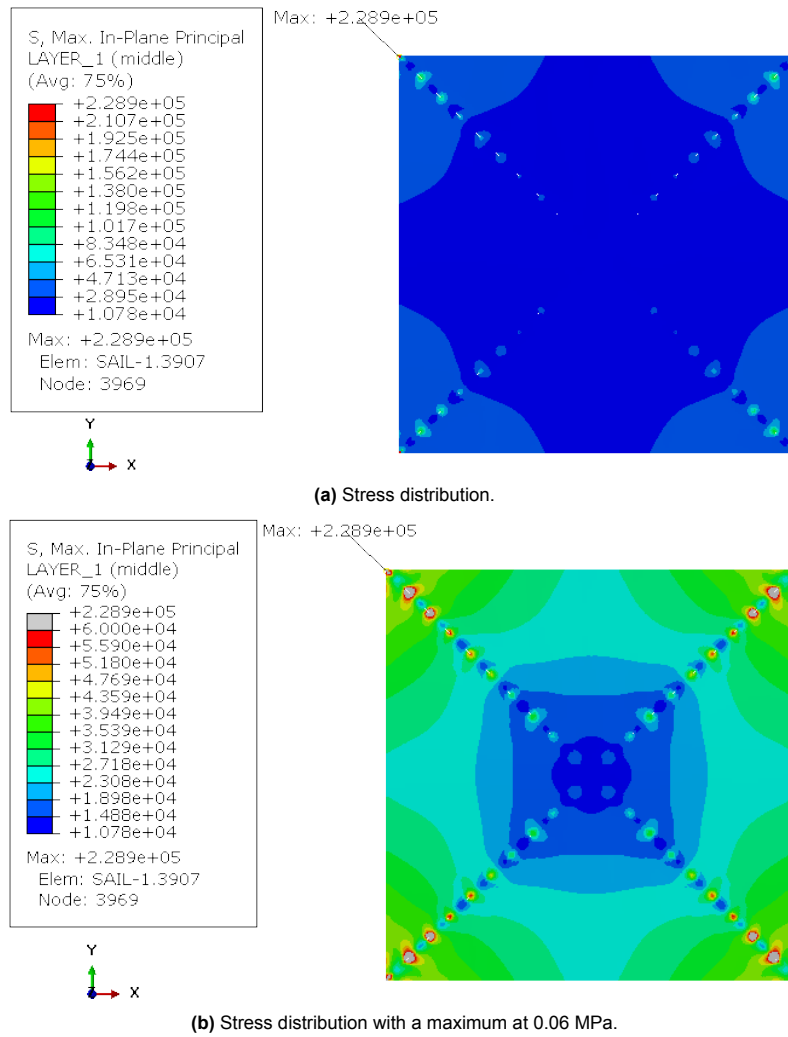 Max: +2.289e+05
S, Max. In-Plane Principal
LAYER_1 (middle)
(Avg: 75%)
+2.289e+05
+2.107e+05
+1.925e+05
+1.744e+05
+1.562e+05
+1.380e+05
+1.198e+05
+1.017e+05
+8.348e+04
+6.531e+04
+4.713e+04
+2.895e+04
+1.078e+04
Max: +2.289e+05
Elem: SAIL-1.3907
Node: 3969
Y
Z
X
(a) Stress distribution.
Max: +2.289e+05
S, Max. In-Plane Principal
LAYER_1 (middle)
(Avg: 75%)
+2.289e+05
+6.000e+04
+5.590e+04
+5.180e+04
+4.769e+04
+4.359e+04
+3.949e+04
+3.539e+04
+3.129e+04
+2.718e+04
+2.308e+04
+1.898e+04
+1.488e+04
+1.078e+04
Max: +2.289e+05
Elem: SAIL-1.3907
Node: 3969
Y
Z
X
(b) Stress distribution with a maximum at 0.06 MPa.